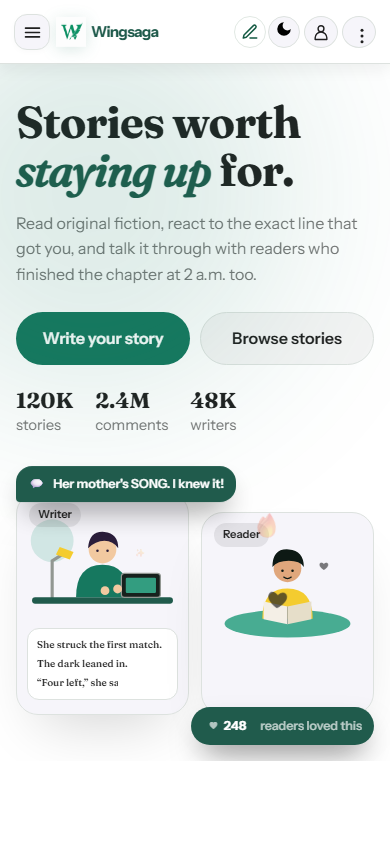 Wingsaga
Stories worth
staying up for.
Read original fiction, react to the exact line that
got you, and talk it through with readers who
finished the chapter at 2 a.m. too.
Write your story
Browse stories
120K
stories
2.4M
comments
48K
writers
Her mother's SONG. I knew it!
Writer
She struck the first match.
The dark leaned in.
“Four left,” she sa
Reader
248 readers loved this